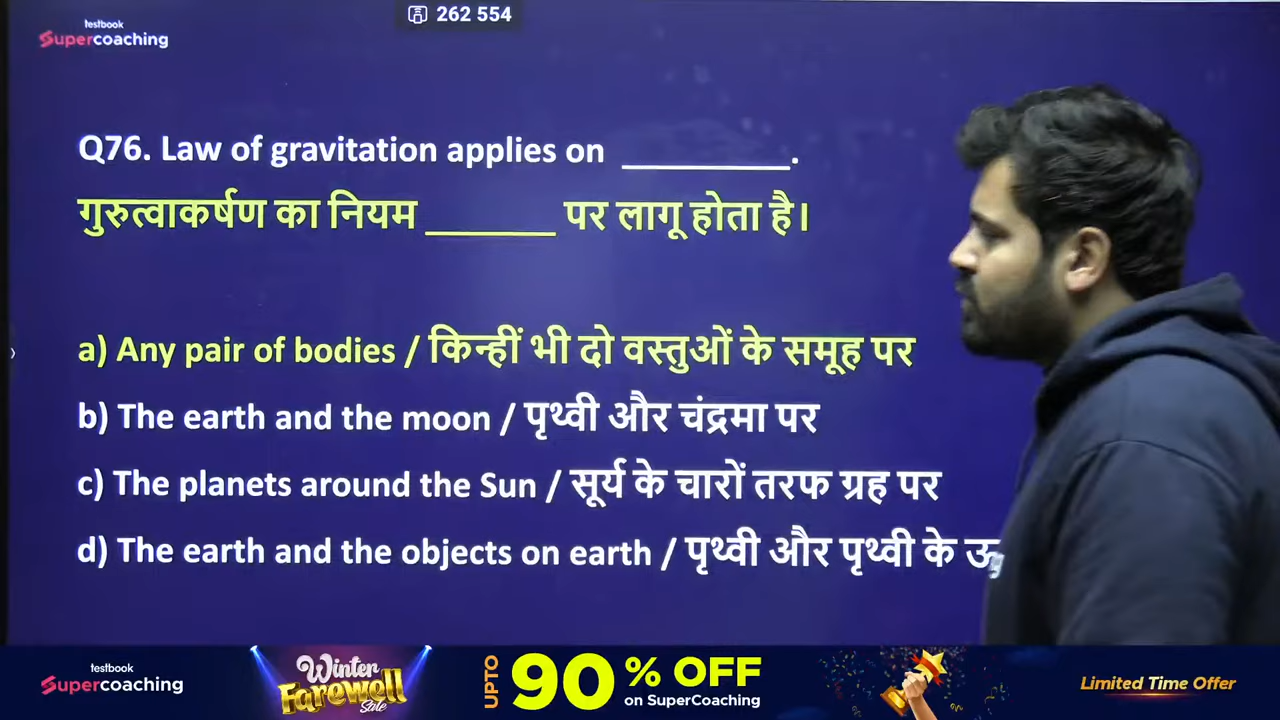 testbook
Supercoaching
262 554
Q76. Law of gravitation applies on _________.
गुरुत्वाकर्षण का नियम _______ पर लागू होता है।
a) Any pair of bodies / किन्हीं भी दो वस्तुओं के समूह पर
b) The earth and the moon / पृथ्वी और चंद्रमा पर
c) The planets around the Sun / सूर्य के चारों तरफ ग्रह पर
d) The earth and the objects on earth / पृथ्वी और पृथ्वी के
testbook
Supercoaching
Winter
Farewell
Sale
UPTO
90% OFF
on SuperCoaching
Limited Time Offer